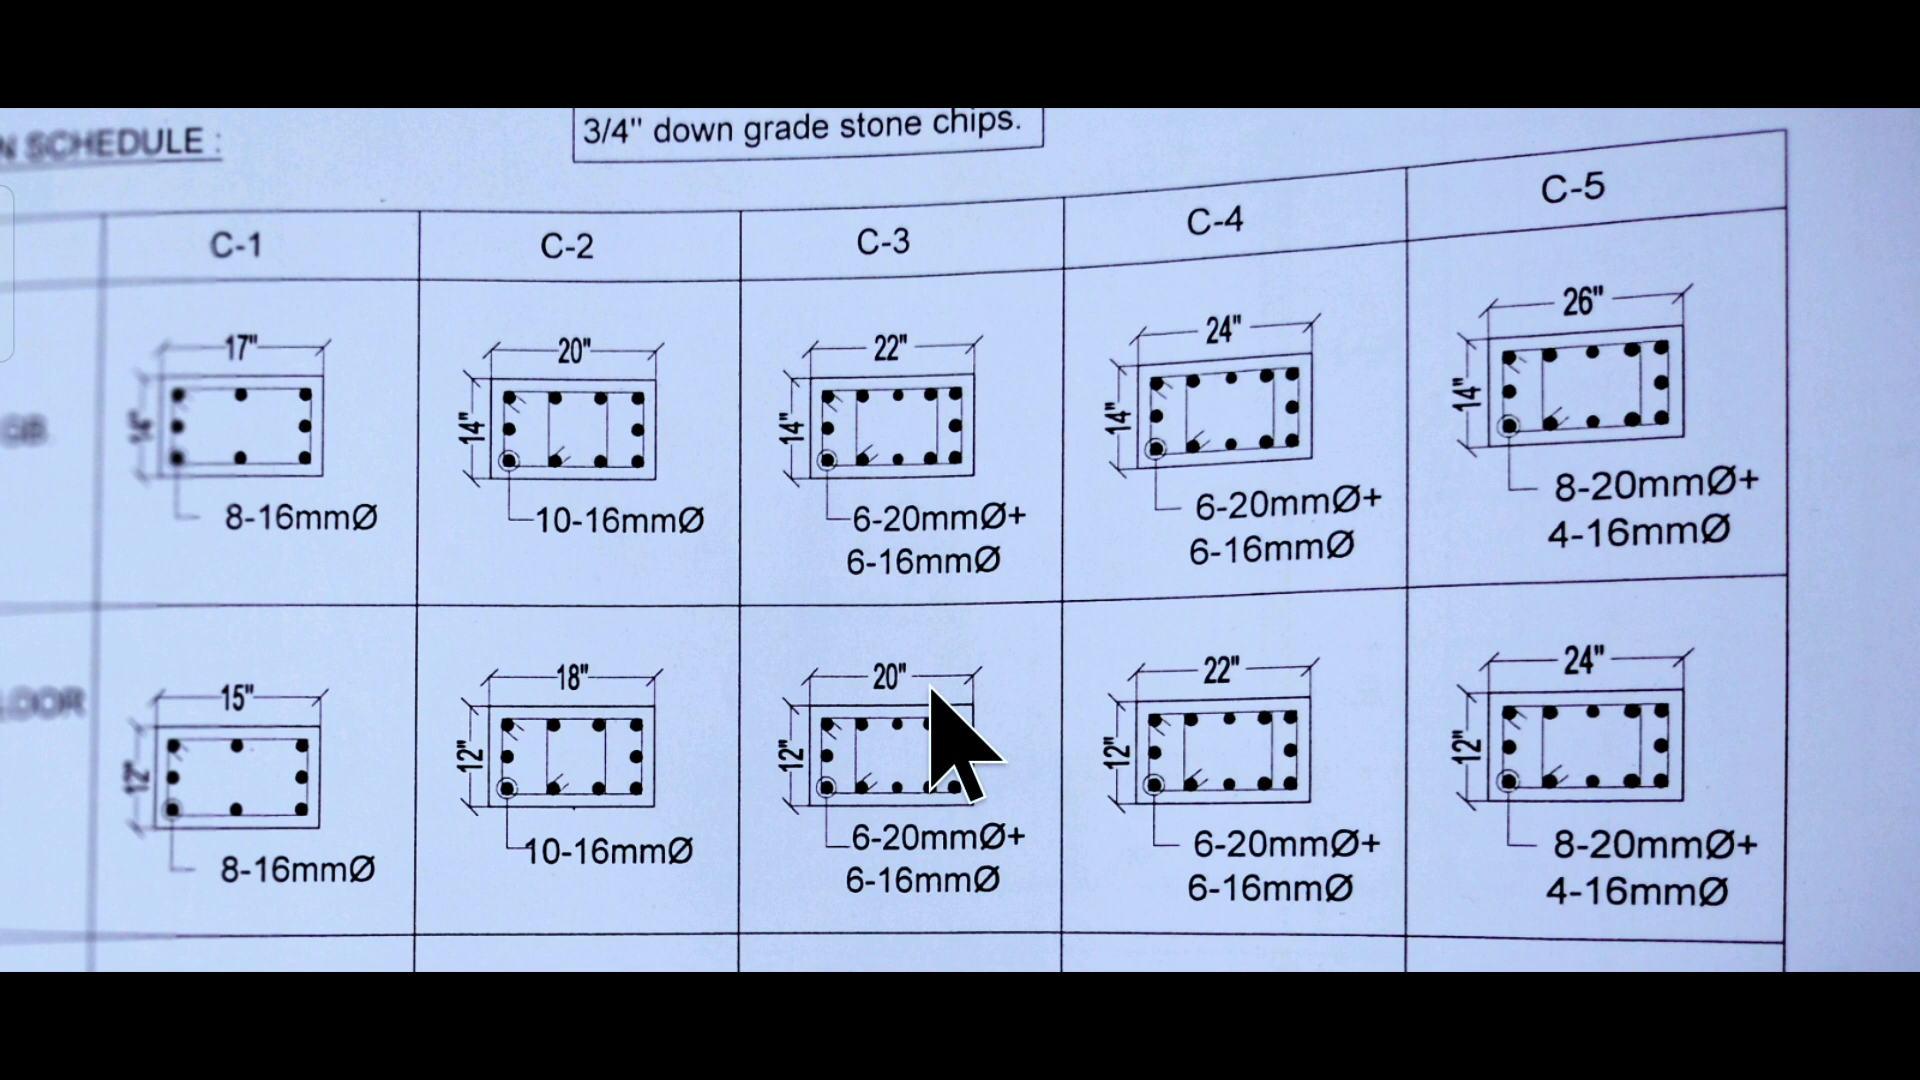 3/4" down grade stone chips.
SCHEDULE :
C-1 C-2 C-3 C-4 C-5
17" 20" 22" 24" 26"
14" 14" 14" 14" 14"
8-16mmØ 10-16mmØ 6-20mmØ+ 6-20mmØ+ 8-20mmØ+
6-16mmØ 6-16mmØ 4-16mmØ
15" 18" 20" 22" 24"
12" 12" 12" 12" 12"
8-16mmØ 10-16mmØ 6-20mmØ+ 6-20mmØ+ 8-20mmØ+
6-16mmØ 6-16mmØ 4-16mmØ